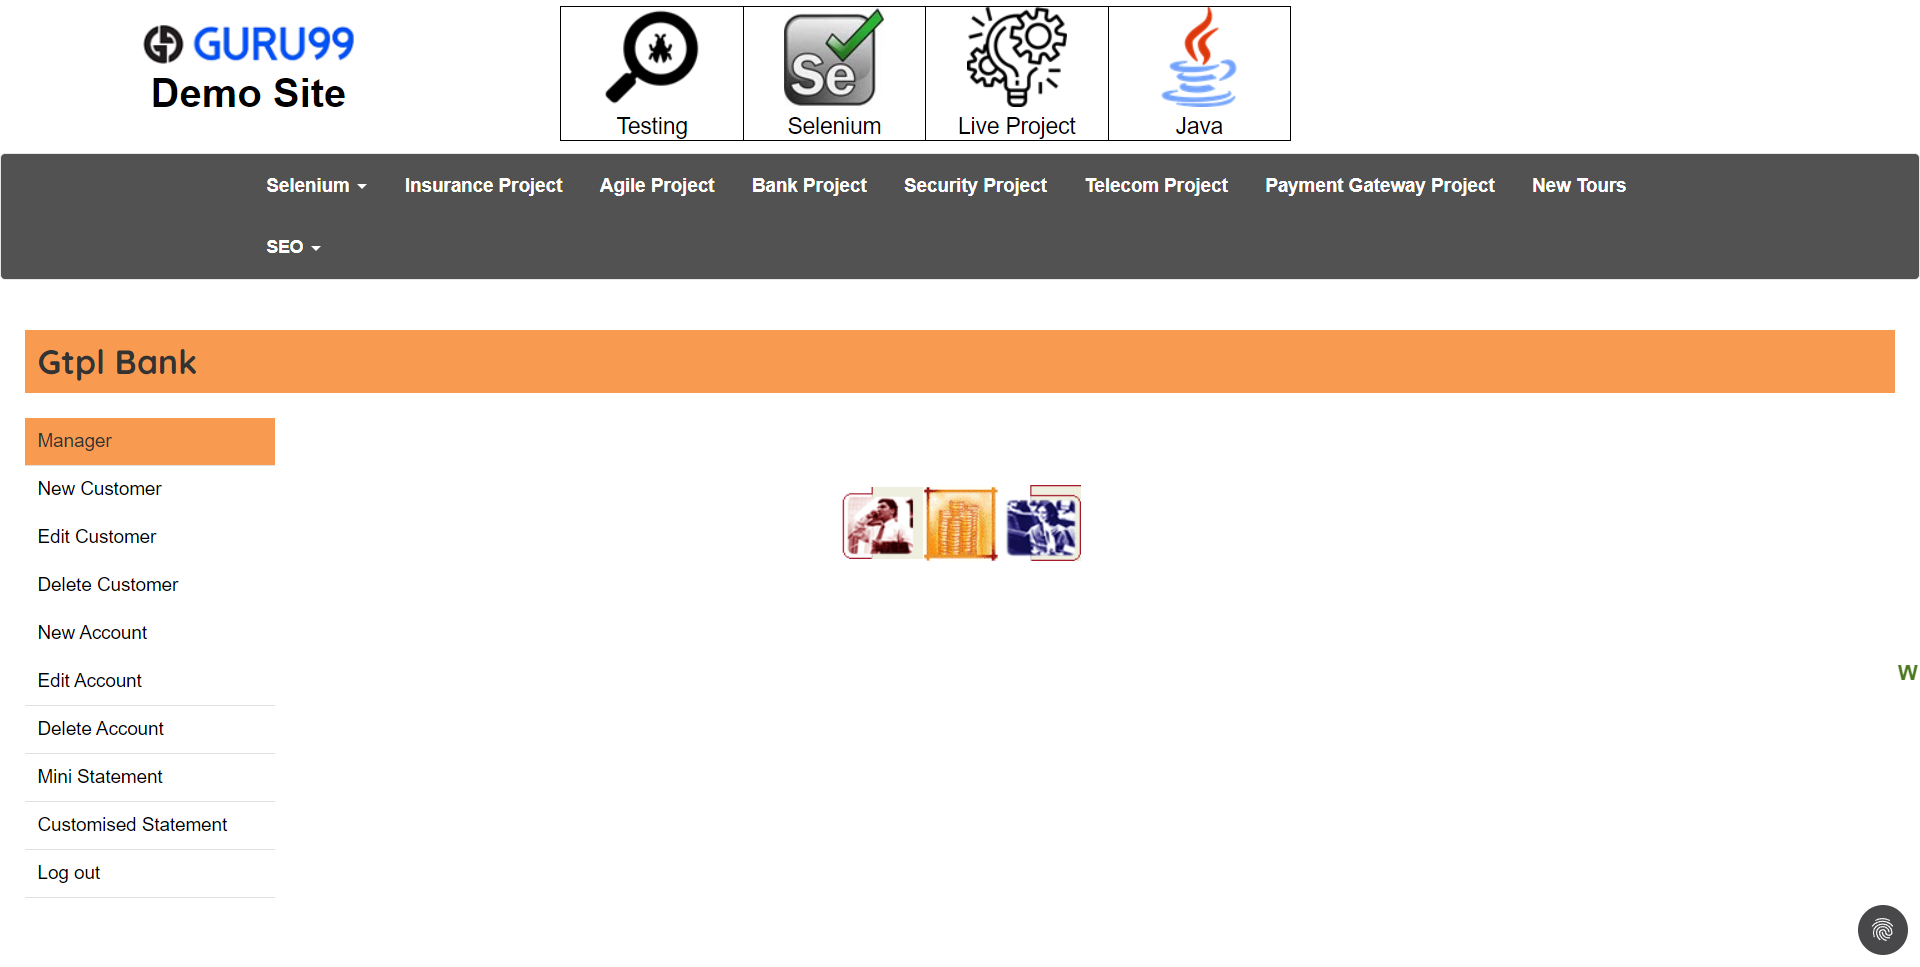 GURU99
Demo Site
Testing
Se
Selenium
Live Project
Java
Selenium
Insurance Project
Agile Project
Bank Project
Security Project
Telecom Project
Payment Gateway Project
New Tours
SEO
Gtpl Bank
Manager
New Customer
Edit Customer
Delete Customer
New Account
Edit Account
Delete Account
Mini Statement
Customised Statement
Log out
W